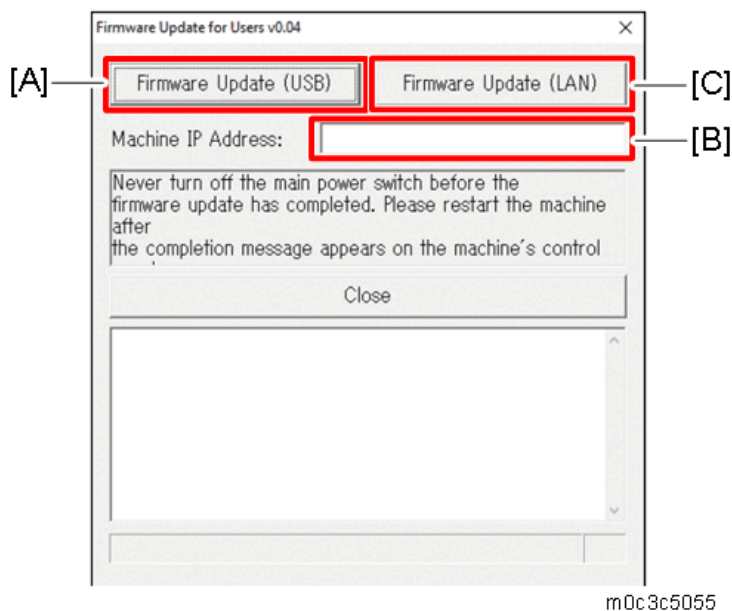 Firmware Update for Users v0.04
[A] Firmware Update (USB) Firmware Update (LAN) [C]
Machine IP Address: [B]
Never turn off the main power switch before the
firmware update has completed. Please restart the machine
after
the completion message appears on the machine's control
Close
m0c3c5055